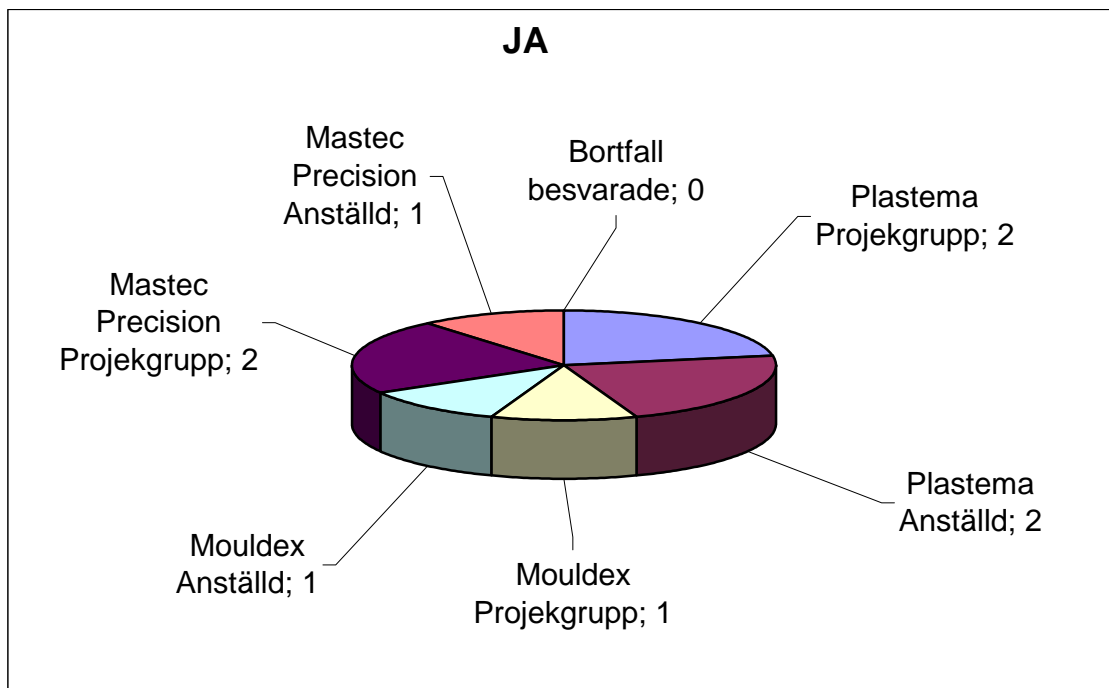 JA
Mastec
Precision
Anställd; 1
Bortfall
besvarade; 0
Plastema
Projekgrupp; 2
Mastec
Precision
Projekgrupp; 2
Plastema
Anställd; 2
Mouldex
Anställd; 1
Mouldex
Projekgrupp; 1